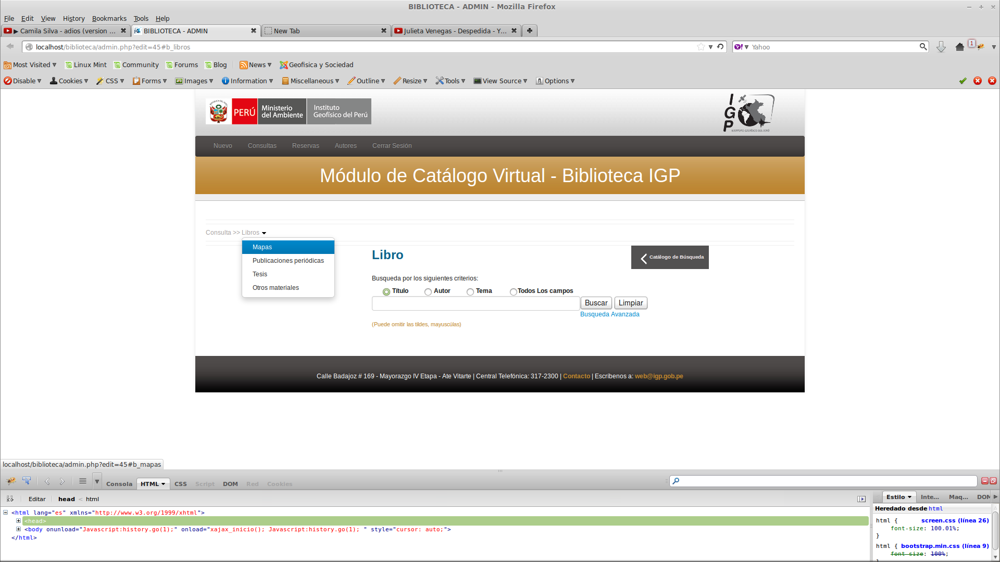 BIBLIOTECA - ADMIN - Mozilla Firefox
File Edit View History Bookmarks Tools Help
▶ Camila Silva - adios (version ... BIBLIOTECA - ADMIN New Tab Julieta Venegas - Despedida - Y...
localhost/biblioteca/admin.php?edit=45#b_libros Yahoo 1
Most Visited Linux Mint Community Forums Blog News Geofisica y Sociedad
Disable Cookies CSS Forms Images Information Miscellaneous Outline Resize Tools View Source Options
PERÚ Ministerio del Ambiente Instituto Geofísico del Perú
IGP
Nuevo Consultas Reservas Autores Cerrar Sesión
Módulo de Catálogo Virtual - Biblioteca IGP
Consulta >> Libros
Mapas
Publicaciones periódicas
Tesis
Otros materiales
Libro
Catálogo de Búsqueda
Busqueda por los siguientes criterios:
Título Autor Tema Todos Los campos
Buscar Limpiar
Busqueda Avanzada
(Puede omitir las tildes, mayuscúlas)
Calle Badajoz # 169 - Mayorazgo IV Etapa - Ate Vitarte | Central Telefónica: 317-2300 | Contacto | Escríbenos a: web@igp.gob.pe
localhost/biblioteca/admin.php?edit=45#b_mapas
Consola HTML CSS Script DOM Red Cookies
Editar head < html
Estilo Inte... Maq... DOM
<html lang="es" xmlns="http://www.w3.org/1999/xhtml">
<head>
<body onunload="Javascript:history.go(1);" onload="xajax_inicio(); Javascript:history.go(1); " style="cursor: auto;">
</html>
Heredado desde html
html { screen.css (línea 26)
font-size: 100.01%;
}
html { bootstrap.min.css (línea 9)
font-size: 100%;